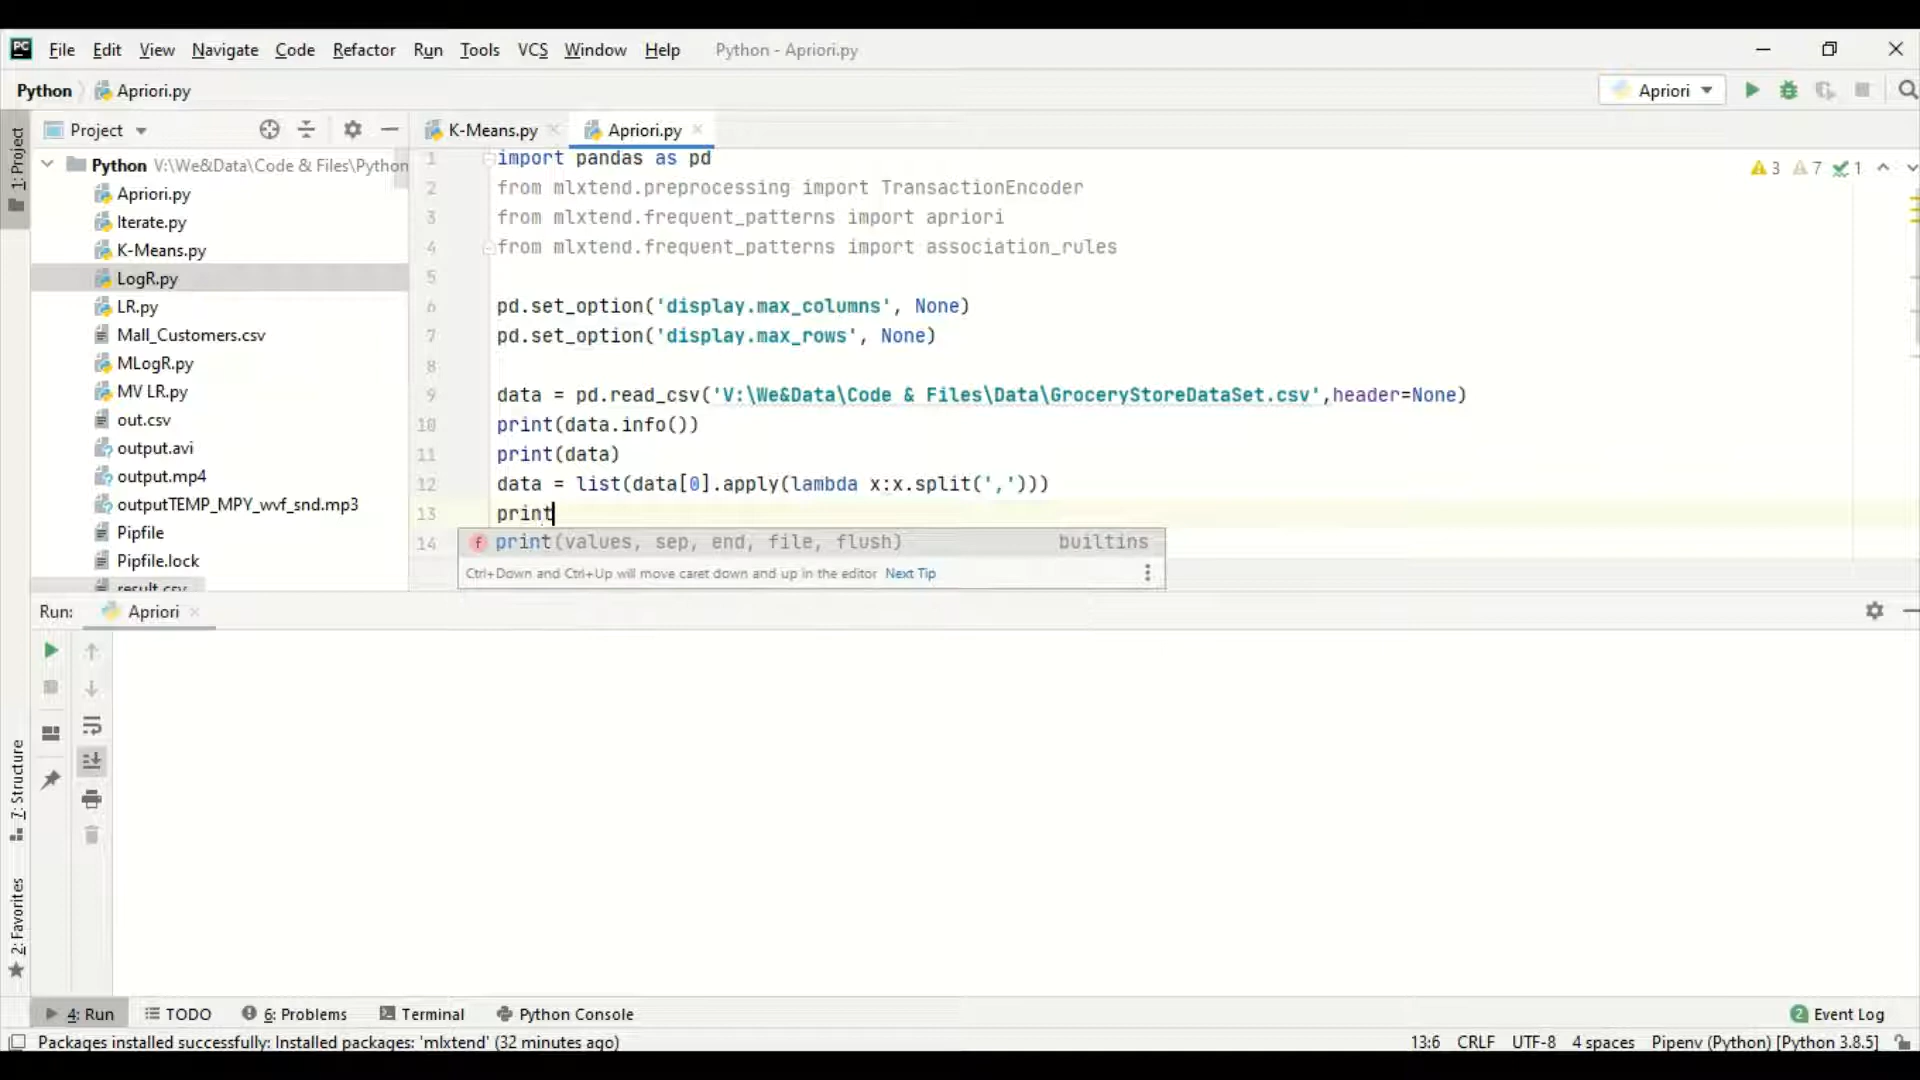 PC File Edit View Navigate Code Refactor Run Tools VCS Window Help Python - Apriori.py
Python Apriori.py Apriori
1: Project
Project
K-Means.py Apriori.py
Python V:\We&Data\Code & Files\Python
Apriori.py
Iterate.py
K-Means.py
LogR.py
LR.py
Mall_Customers.csv
MLogR.py
MV LR.py
out.csv
output.avi
output.mp4
outputTEMP_MPY_wvf_snd.mp3
Pipfile
Pipfile.lock
result.csv
3 7 1
1 import pandas as pd
2 from mlxtend.preprocessing import TransactionEncoder
3 from mlxtend.frequent_patterns import apriori
4 from mlxtend.frequent_patterns import association_rules
5
6 pd.set_option('display.max_columns', None)
7 pd.set_option('display.max_rows', None)
8
9 data = pd.read_csv('V:\We&Data\Code & Files\Data\GroceryStoreDataSet.csv',header=None)
10 print(data.info())
11 print(data)
12 data = list(data[0].apply(lambda x:x.split(',')))
13 print
14
f print(values, sep, end, file, flush) builtins
Ctrl+Down and Ctrl+Up will move caret down and up in the editor Next Tip
Run: Apriori
7: Structure
2: Favorites
4: Run TODO 6: Problems Terminal Python Console 2 Event Log
Packages installed successfully: Installed packages: 'mlxtend' (32 minutes ago) 13:6 CRLF UTF-8 4 spaces Pipenv (Python) [Python 3.8.5]